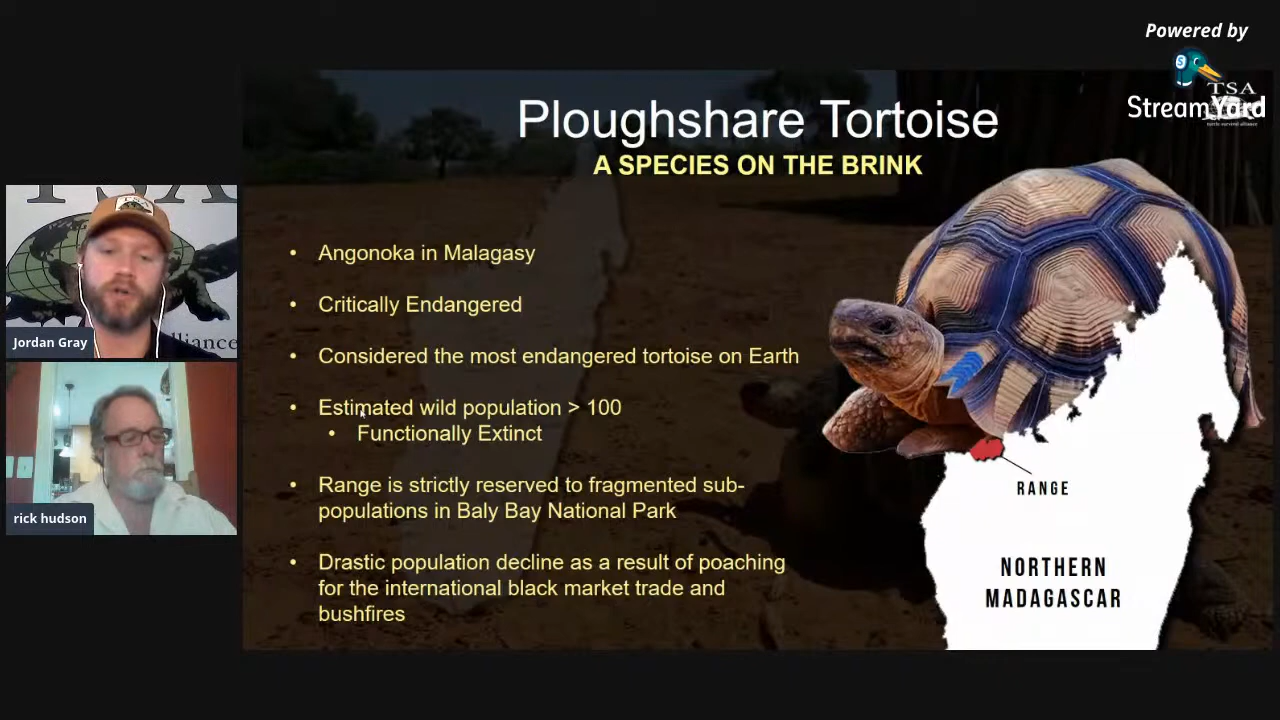 Powered by
TSA
StreamYard
Ploughshare Tortoise
A SPECIES ON THE BRINK
• Angonoka in Malagasy
• Critically Endangered
• Considered the most endangered tortoise on Earth
• Estimated wild population > 100
• Functionally Extinct
• Range is strictly reserved to fragmented sub-
populations in Baly Bay National Park
• Drastic population decline as a result of poaching
for the international black market trade and
bushfires
RANGE
NORTHERN
MADAGASCAR
TSA
Jordan Gray
lliance
rick hudson